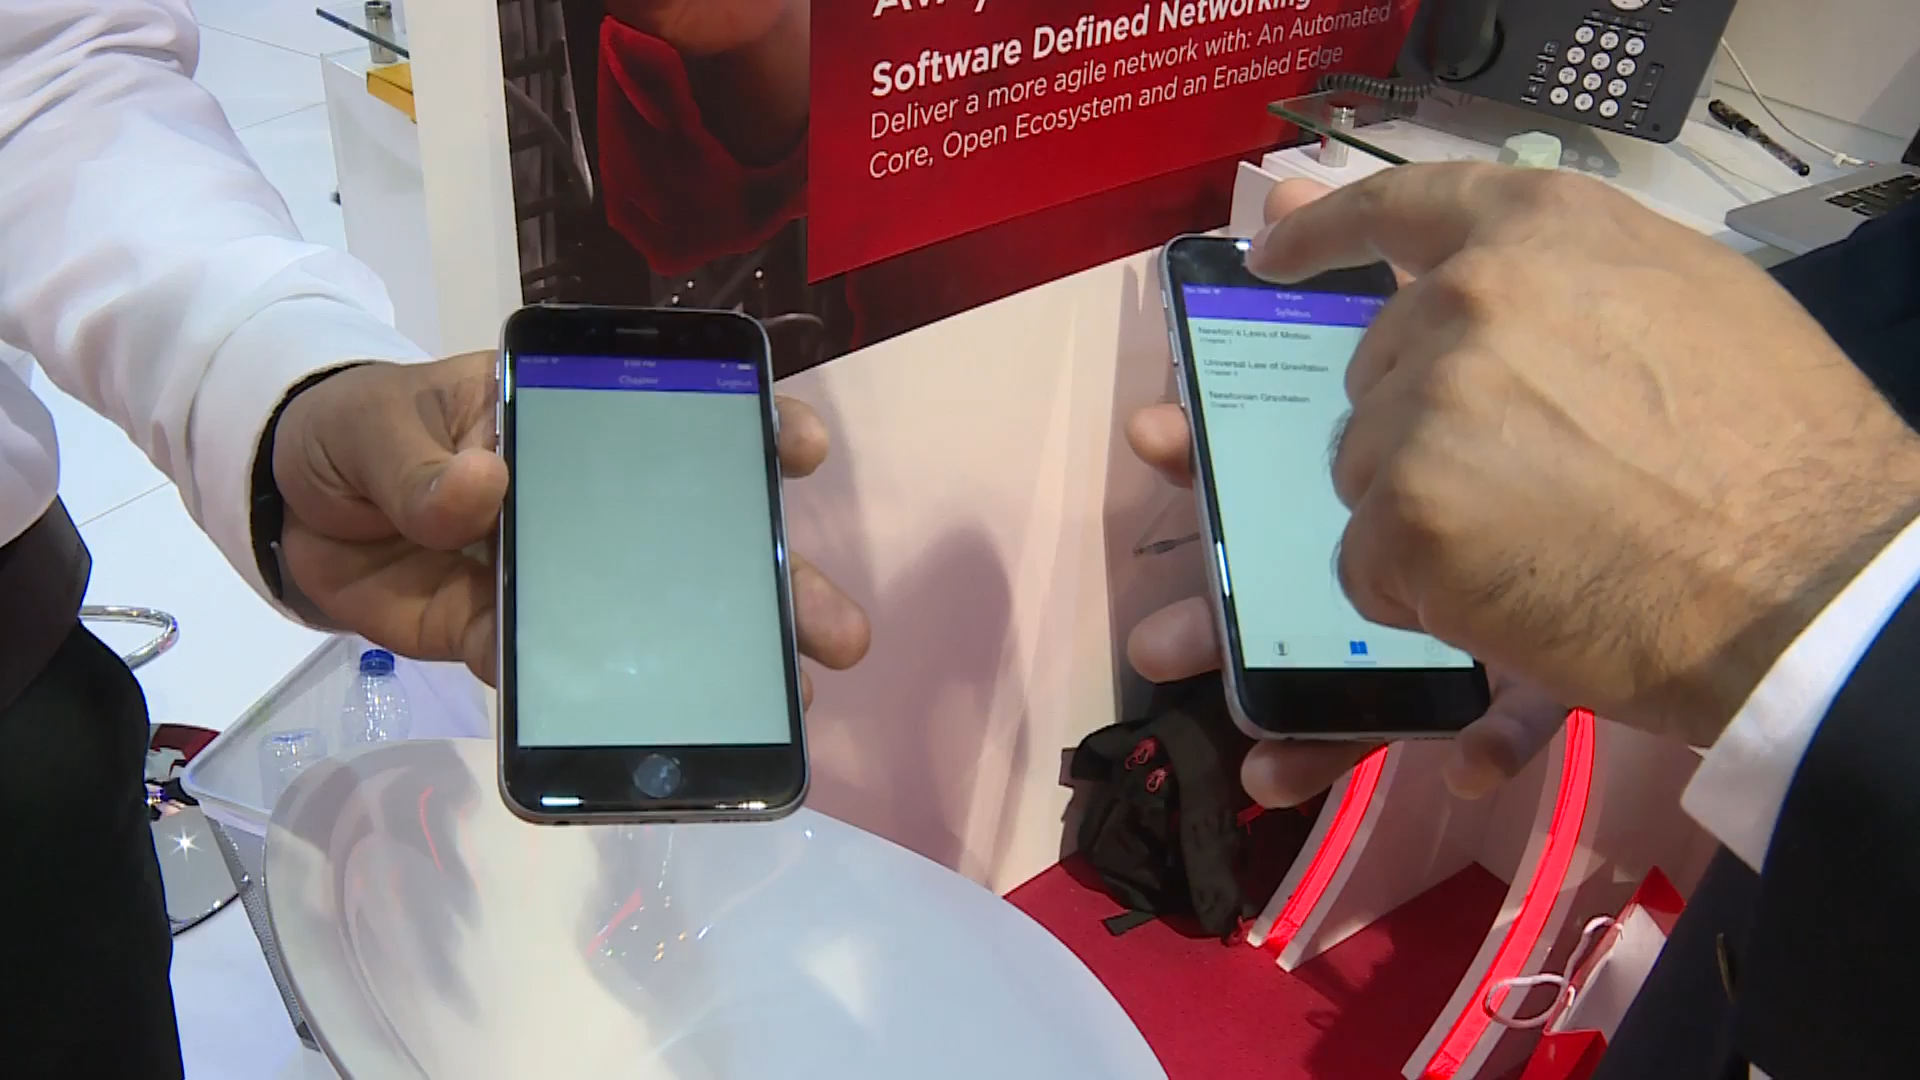 Software Defined Networking
Deliver a more agile network with: An Automated
Core, Open Ecosystem and an Enabled Edge
Chapter
Logout
Syllabus
Newton's Laws of Motion
Universal Law of Gravitation
Newtonian Gravitation